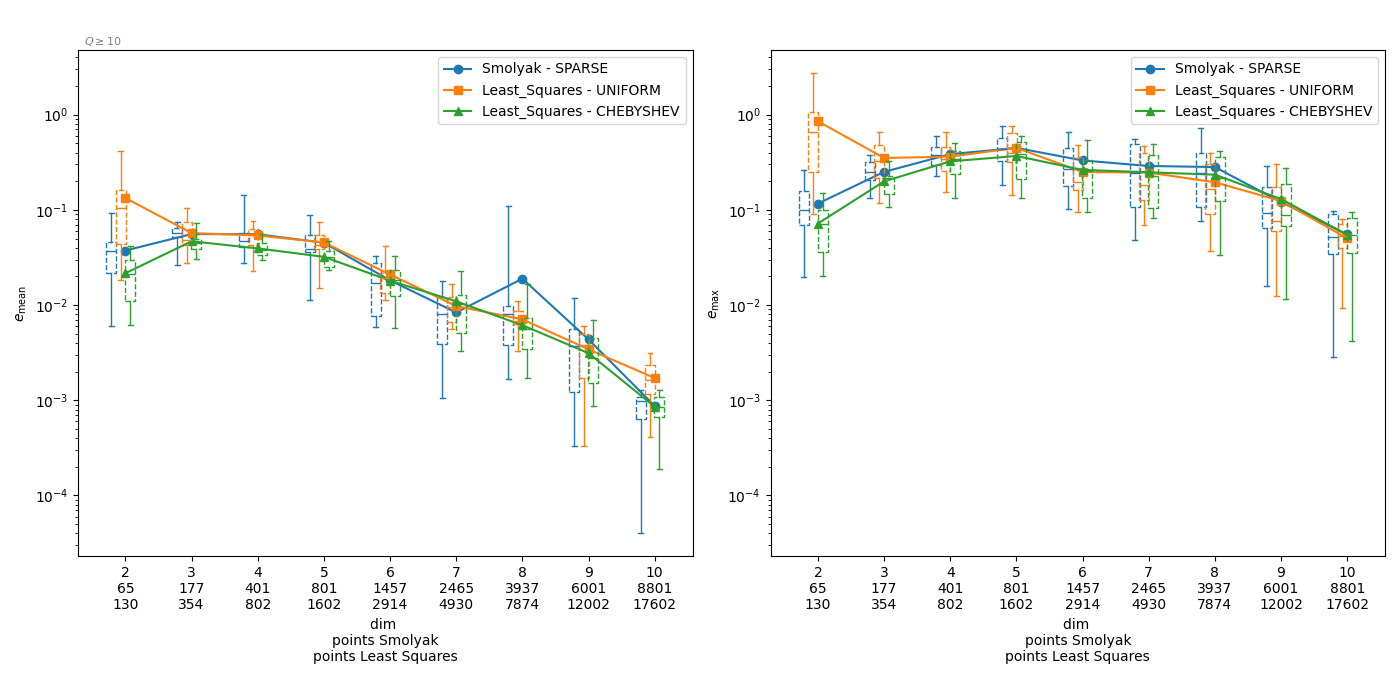 Q ≥ 10
Smolyak - SPARSE
Least_Squares - UNIFORM
Least_Squares - CHEBYSHEV
10^0
10^−1
10^−2
10^−3
10^−4
e_mean
2 3 4 5 6 7 8 9 10
65 177 401 801 1457 2465 3937 6001 8801
130 354 802 1602 2914 4930 7874 12002 17602
dim
points Smolyak
points Least Squares
Smolyak - SPARSE
Least_Squares - UNIFORM
Least_Squares - CHEBYSHEV
10^0
10^−1
10^−2
10^−3
10^−4
e_max
2 3 4 5 6 7 8 9 10
65 177 401 801 1457 2465 3937 6001 8801
130 354 802 1602 2914 4930 7874 12002 17602
dim
points Smolyak
points Least Squares